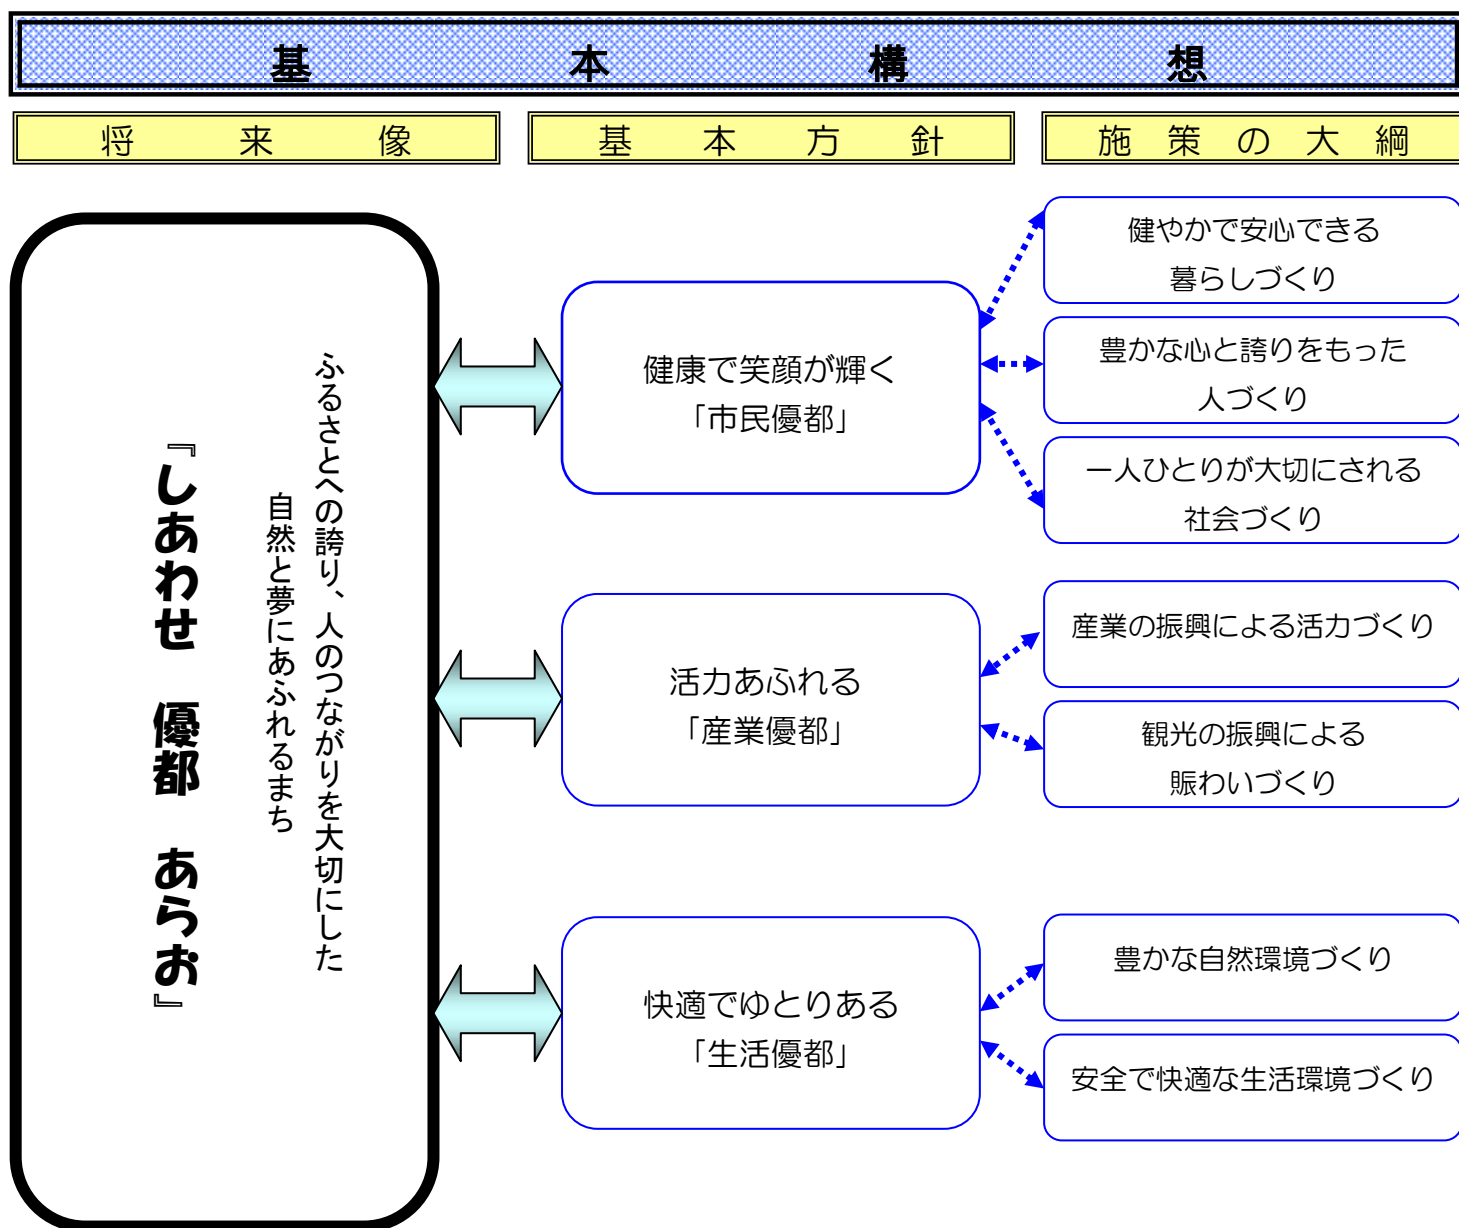 基本構想
将来像
基本方針
施策の大綱
ふるさとへの誇り、人のつながりを大切にした
自然と夢にあふれるまち
『しあわせ　優都　あらお』
健康で笑顔が輝く
「市民優都」
健やかで安心できる
暮らしづくり
豊かな心と誇りをもった
人づくり
一人ひとりが大切にされる
社会づくり
活力あふれる
「産業優都」
産業の振興による活力づくり
観光の振興による
賑わいづくり
快適でゆとりある
「生活優都」
豊かな自然環境づくり
安全で快適な生活環境づくり